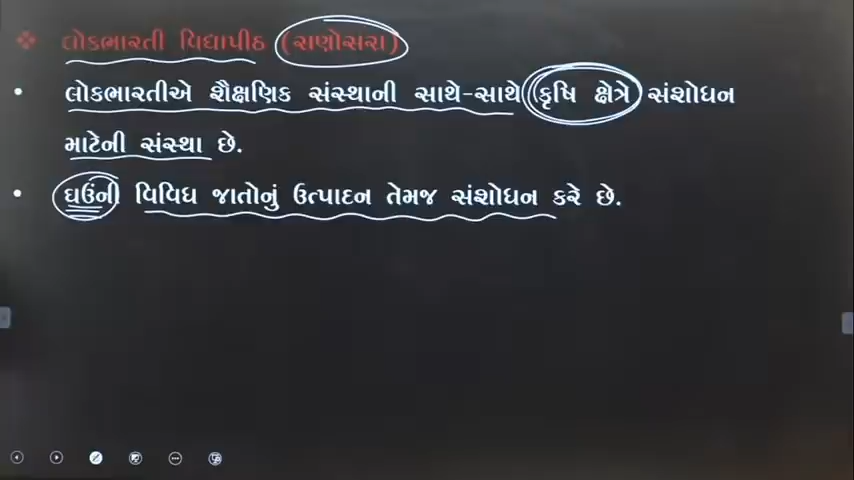 ❖ લોકભારતી વિદ્યાપીઠ (સણોસરા)
• લોકભારતીએ શૈક્ષણિક સંસ્થાની સાથે-સાથે કૃષિ ક્ષેત્રે સંશોધન
માટેની સંસ્થા છે.
• ઘઉંની વિવિધ જાતોનું ઉત્પાદન તેમજ સંશોધન કરે છે.